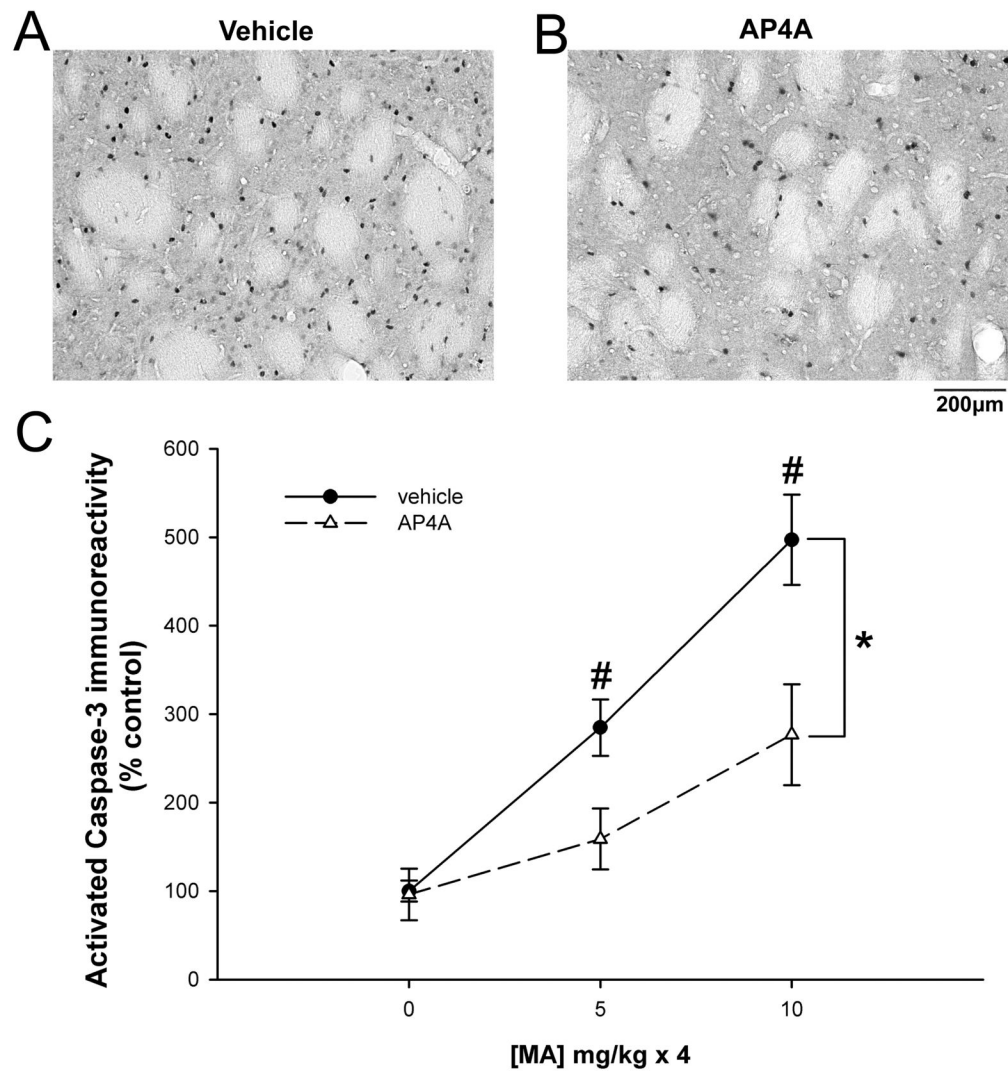 A
Vehicle
B
AP4A
200µm
C
Activated Caspase-3 immunoreactivity
(% control)
600
500
400
300
200
100
0
vehicle
AP4A
#
#
*
0
5
10
[MA] mg/kg x 4